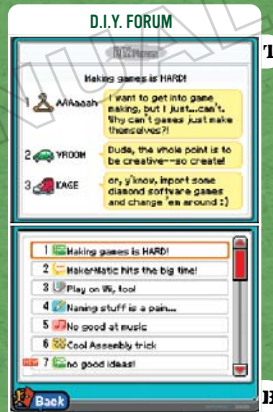 D.I.Y. FORUM
Making games is HARD!
1 AAAaaah
I want to get into game
making, but I just...can't.
Why can't games just make
themselves?!
2 VROOM
Dude, the whole point is to
be creative--so create!
3 KAGE
or, y'know, import some
diamond software games
and change 'em around :)
1 Making games is HARD!
2 MakerMatic hits the big time!
3 Play on Wii, too!
4 Naming stuff is a pain...
5 No good at music
6 Cool Assembly trick
7 no good ideas!
Back